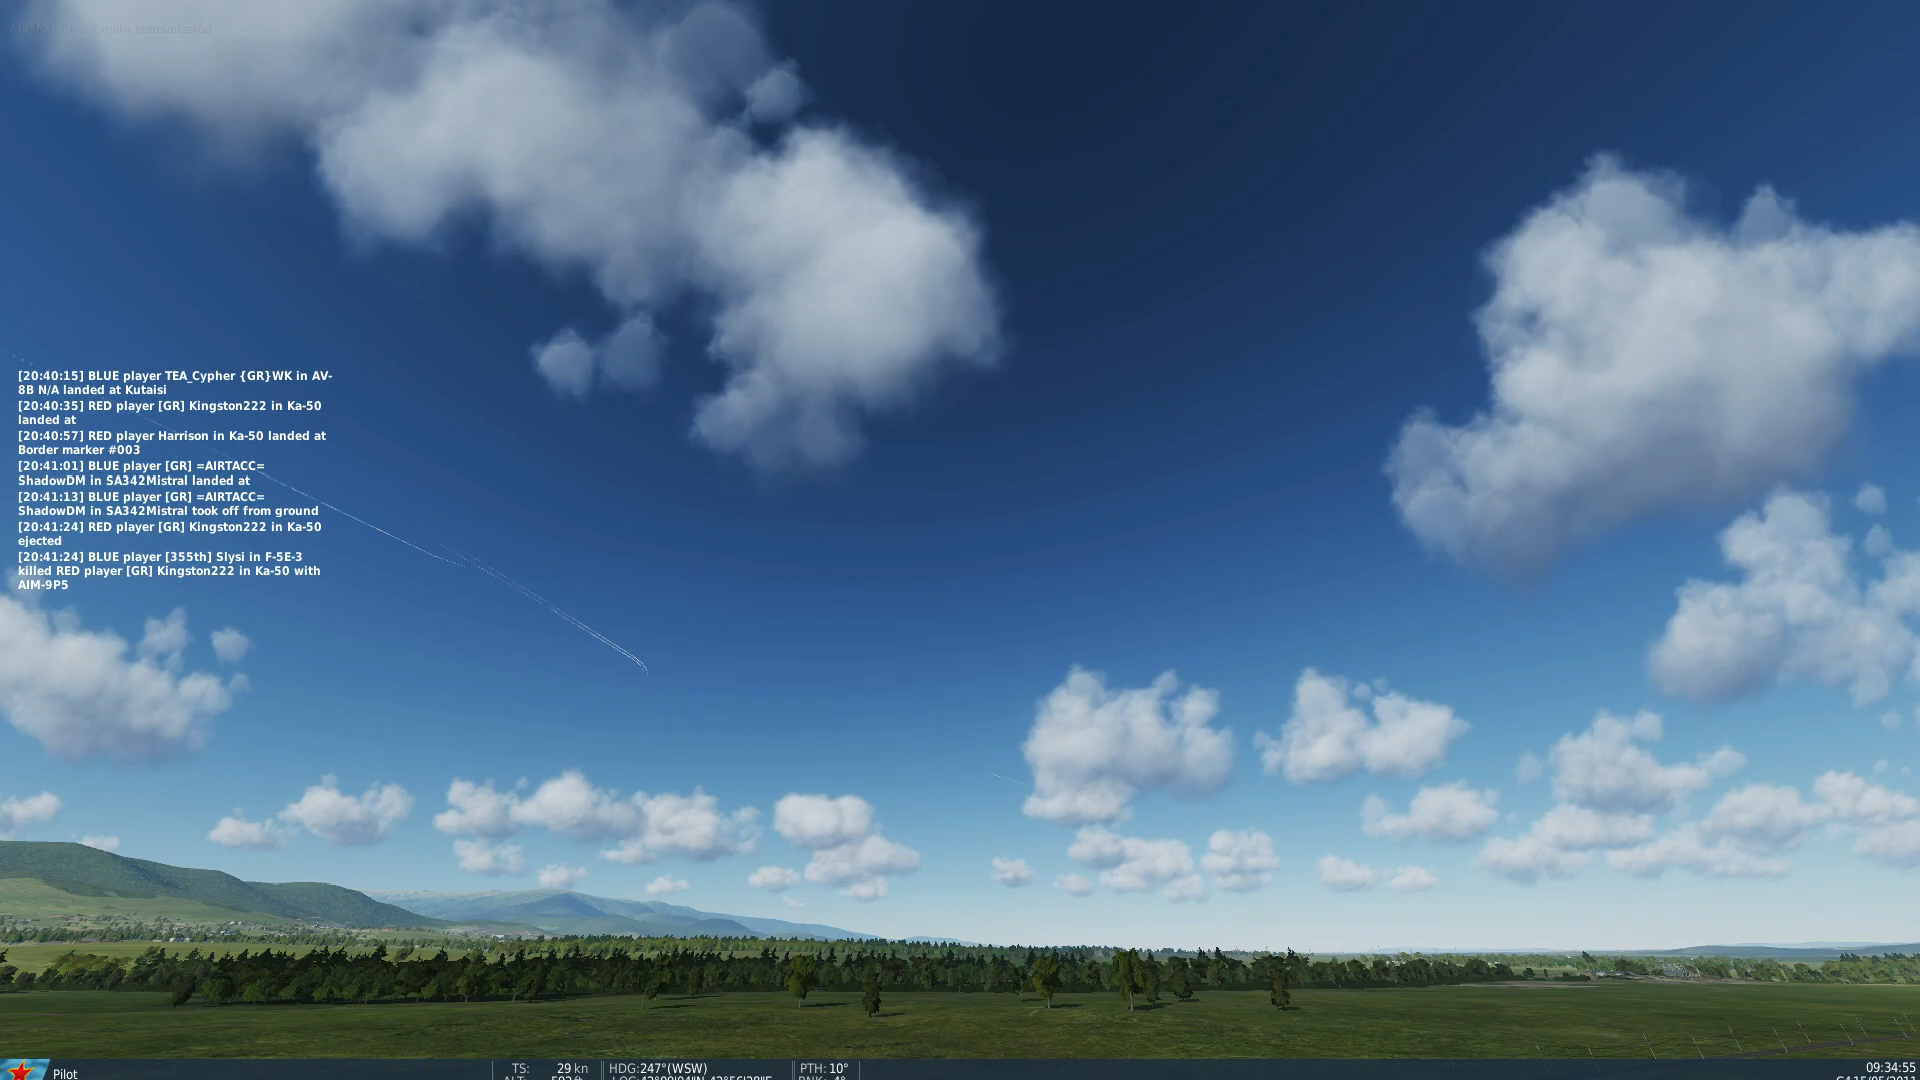 ALMAZ: Check main transmission
[20:40:15] BLUE player TEA_Cypher {GR}WK in AV-
8B N/A landed at Kutaisi
[20:40:35] RED player [GR] Kingston222 in Ka-50
landed at
[20:40:57] RED player Harrison in Ka-50 landed at
Border marker #003
[20:41:01] BLUE player [GR] =AIRTACC=
ShadowDM in SA342Mistral landed at
[20:41:13] BLUE player [GR] =AIRTACC=
ShadowDM in SA342Mistral took off from ground
[20:41:24] RED player [GR] Kingston222 in Ka-50
ejected
[20:41:24] BLUE player [355th] Slysi in F-5E-3
killed RED player [GR] Kingston222 in Ka-50 with
AIM-9P5
Pilot
TS: 29 kn HDG:247°(WSW) PTH: 10°
09:34:55